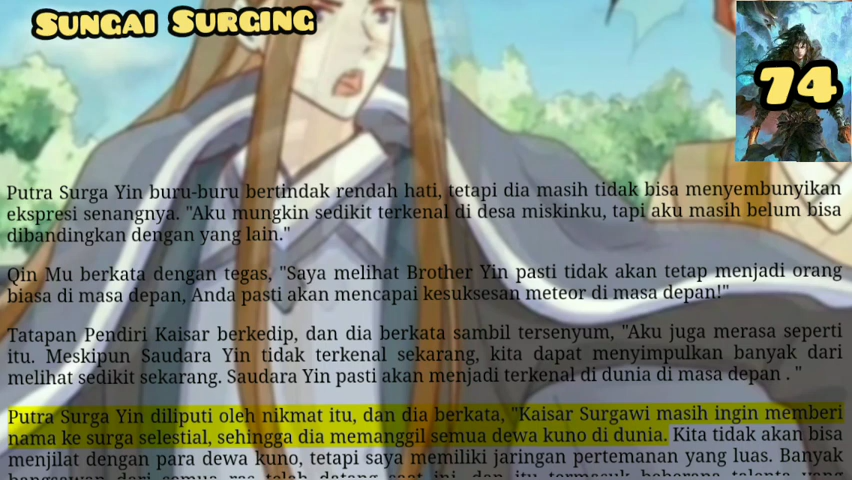 SUNGAI SURGING
74
Putra Surga Yin buru-buru bertindak rendah hati, tetapi dia masih tidak bisa menyembunyikan
ekspresi senangnya. "Aku mungkin sedikit terkenal di desa miskinku, tapi aku masih belum bisa
dibandingkan dengan yang lain."
Qin Mu berkata dengan tegas, "Saya melihat Brother Yin pasti tidak akan tetap menjadi orang
biasa di masa depan, Anda pasti akan mencapai kesuksesan meteor di masa depan!"
Tatapan Pendiri Kaisar berkedip, dan dia berkata sambil tersenyum, "Aku juga merasa seperti
itu. Meskipun Saudara Yin tidak terkenal sekarang, kita dapat menyimpulkan banyak dari
melihat sedikit sekarang. Saudara Yin pasti akan menjadi terkenal di dunia di masa depan . "
Putra Surga Yin diliputi oleh nikmat itu, dan dia berkata, "Kaisar Surgawi masih ingin memberi
nama ke surga selestial, sehingga dia memanggil semua dewa kuno di dunia. Kita tidak akan bisa
menjilat dengan para dewa kuno, tetapi saya memiliki jaringan pertemanan yang luas. Banyak